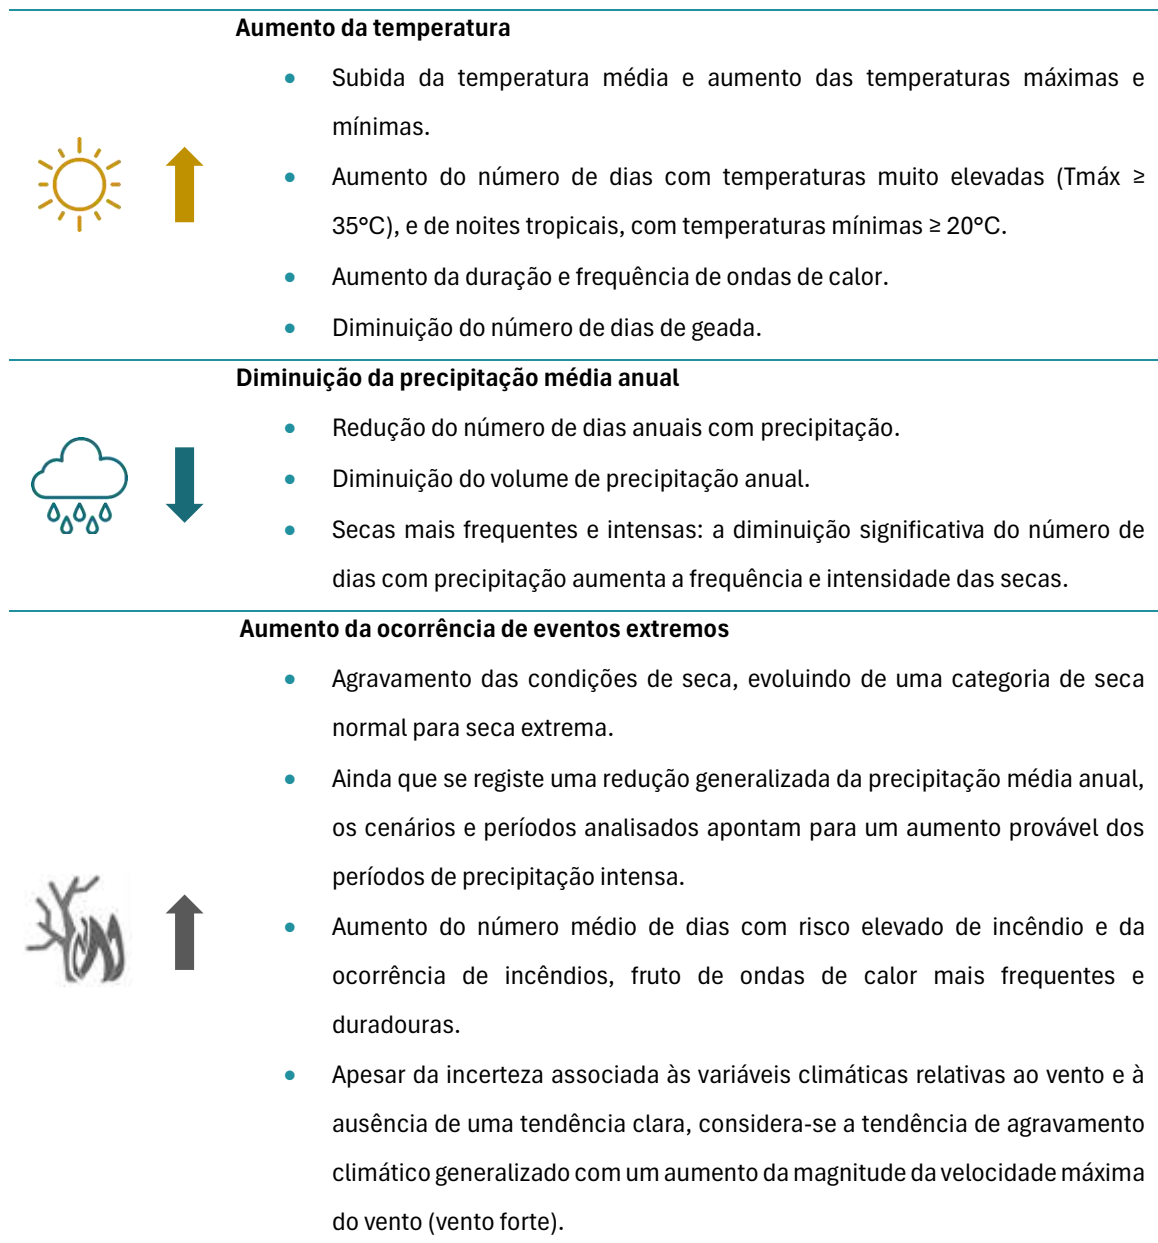 Aumento da temperatura
• Subida da temperatura média e aumento das temperaturas máximas e
mínimas.
• Aumento do número de dias com temperaturas muito elevadas (Tmáx ≥
35°C), e de noites tropicais, com temperaturas mínimas ≥ 20°C.
• Aumento da duração e frequência de ondas de calor.
• Diminuição do número de dias de geada.
Diminuição da precipitação média anual
• Redução do número de dias anuais com precipitação.
• Diminuição do volume de precipitação anual.
• Secas mais frequentes e intensas: a diminuição significativa do número de
dias com precipitação aumenta a frequência e intensidade das secas.
Aumento da ocorrência de eventos extremos
• Agravamento das condições de seca, evoluindo de uma categoria de seca
normal para seca extrema.
• Ainda que se registe uma redução generalizada da precipitação média anual,
os cenários e períodos analisados apontam para um aumento provável dos
períodos de precipitação intensa.
• Aumento do número médio de dias com risco elevado de incêndio e da
ocorrência de incêndios, fruto de ondas de calor mais frequentes e
duradouras.
• Apesar da incerteza associada às variáveis climáticas relativas ao vento e à
ausência de uma tendência clara, considera-se a tendência de agravamento
climático generalizado com um aumento da magnitude da velocidade máxima
do vento (vento forte).